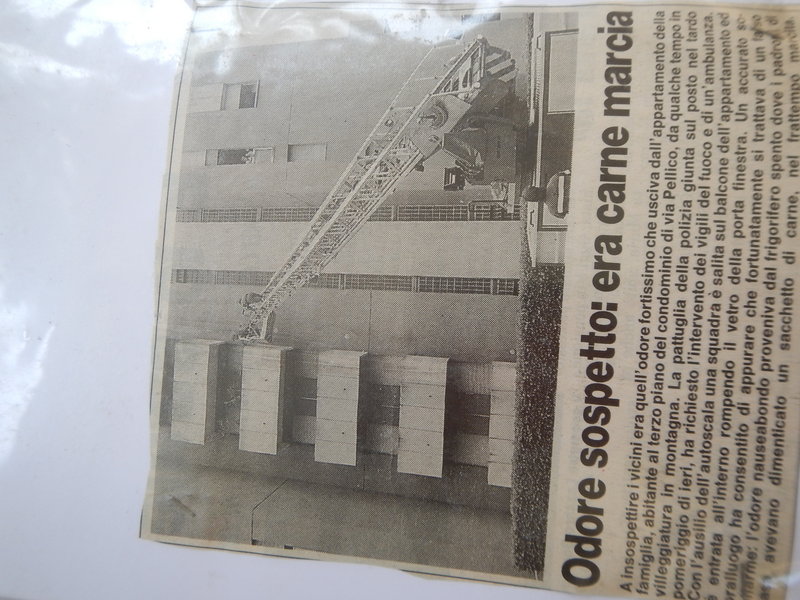 Odore sospetto: era carne marcia
A insospettire i vicini era quell'odore fortissimo che usciva dall'appartamento della
famiglia, abitante al terzo piano del condominio di via Pellico, da qualche tempo in
villeggiatura in montagna. La pattuglia della polizia giunta sul posto nel tardo
pomeriggio di ieri, ha richiesto l'intervento dei vigili del fuoco e di un'ambulanza.
Con l'ausilio dell'autoscala una squadra è salita sul balcone dell'appartamento ed
è entrata all'interno rompendo il vetro della porta finestra. Un accurato so-
pralluogo ha consentito di appurare che fortunatamente si trattava di un falso
allarme: l'odore nauseabondo proveniva dal frigorifero spento dove i padroni di
avevano dimenticato un sacchetto di carne, nel frattempo marcita.